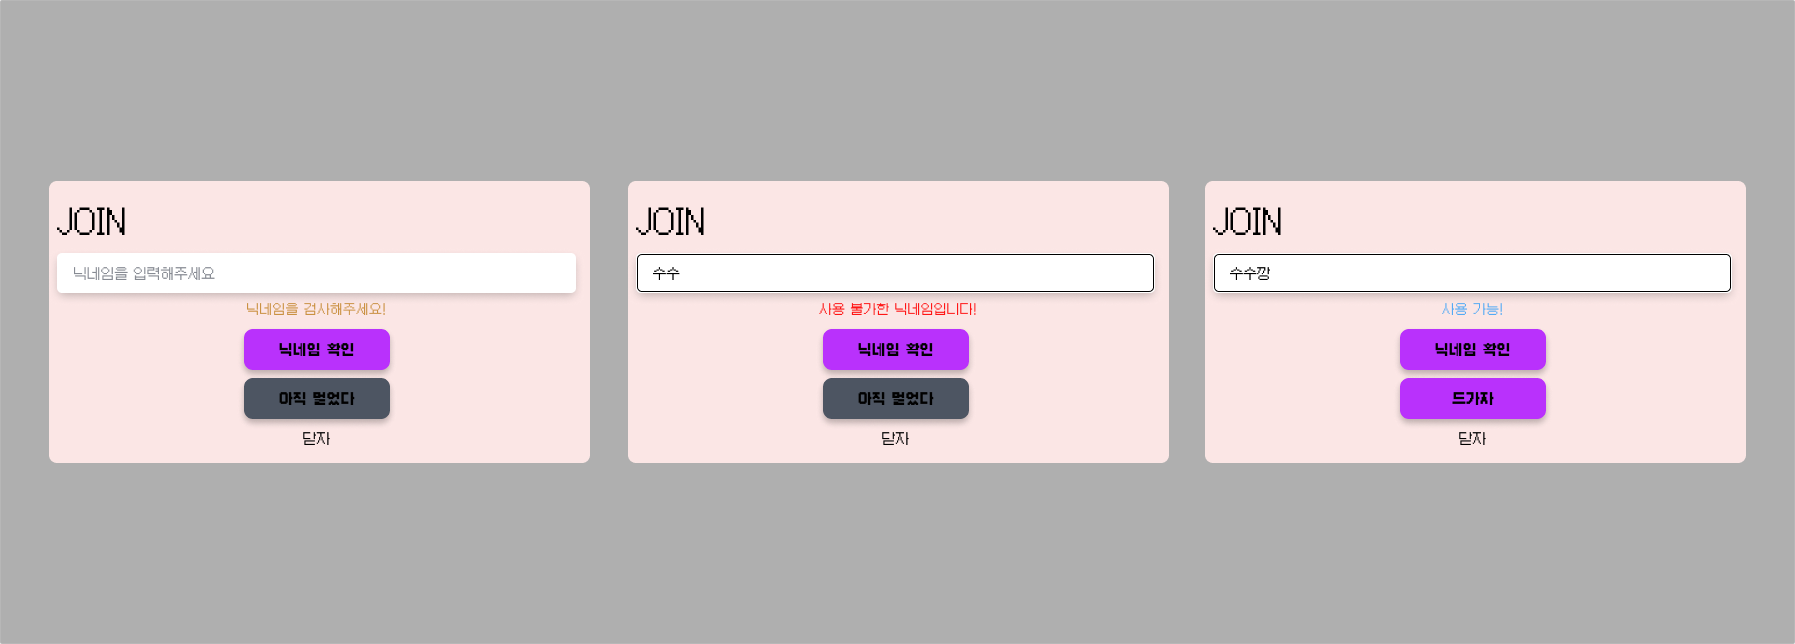 JOIN
닉네임을 입력해주세요
닉네임을 검사해주세요!
닉네임 확인
아직 멀었다
닫자
JOIN
수수
사용 불가한 닉네임입니다!
닉네임 확인
아직 멀었다
닫자
JOIN
수수깡
사용 가능!
닉네임 확인
드가자
닫자